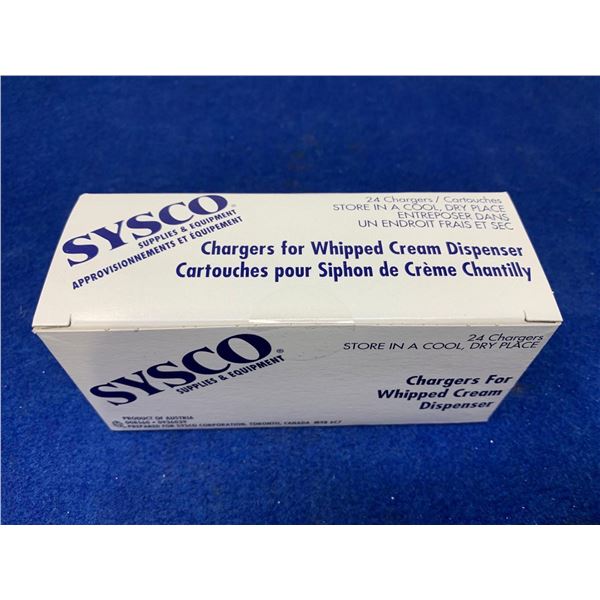 SYSCO®
SUPPLIES & EQUIPMENT
APPROVISIONNEMENTS ET ÉQUIPEMENT
24 Chargers / Cartouches
STORE IN A COOL, DRY PLACE
ENTREPOSER DANS
UN ENDROIT FRAIS ET SEC
Chargers for Whipped Cream Dispenser
Cartouches pour Siphon de Crème Chantilly
SYSCO®
SUPPLIES & EQUIPMENT
24 Chargers
STORE IN A COOL, DRY PLACE
Chargers For
Whipped Cream
Dispenser
PRODUCT OF AUSTRIA
PREPARED FOR SYSCO CORPORATION, TORONTO, CANADA